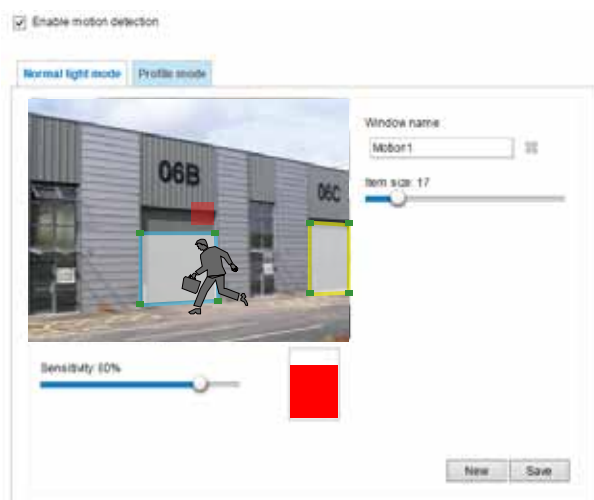 Enable motion detection
Normal light mode
Profile mode
06B
06C
Window name
Motion1
Item size: 17
Sensitivity: 80%
New
Save